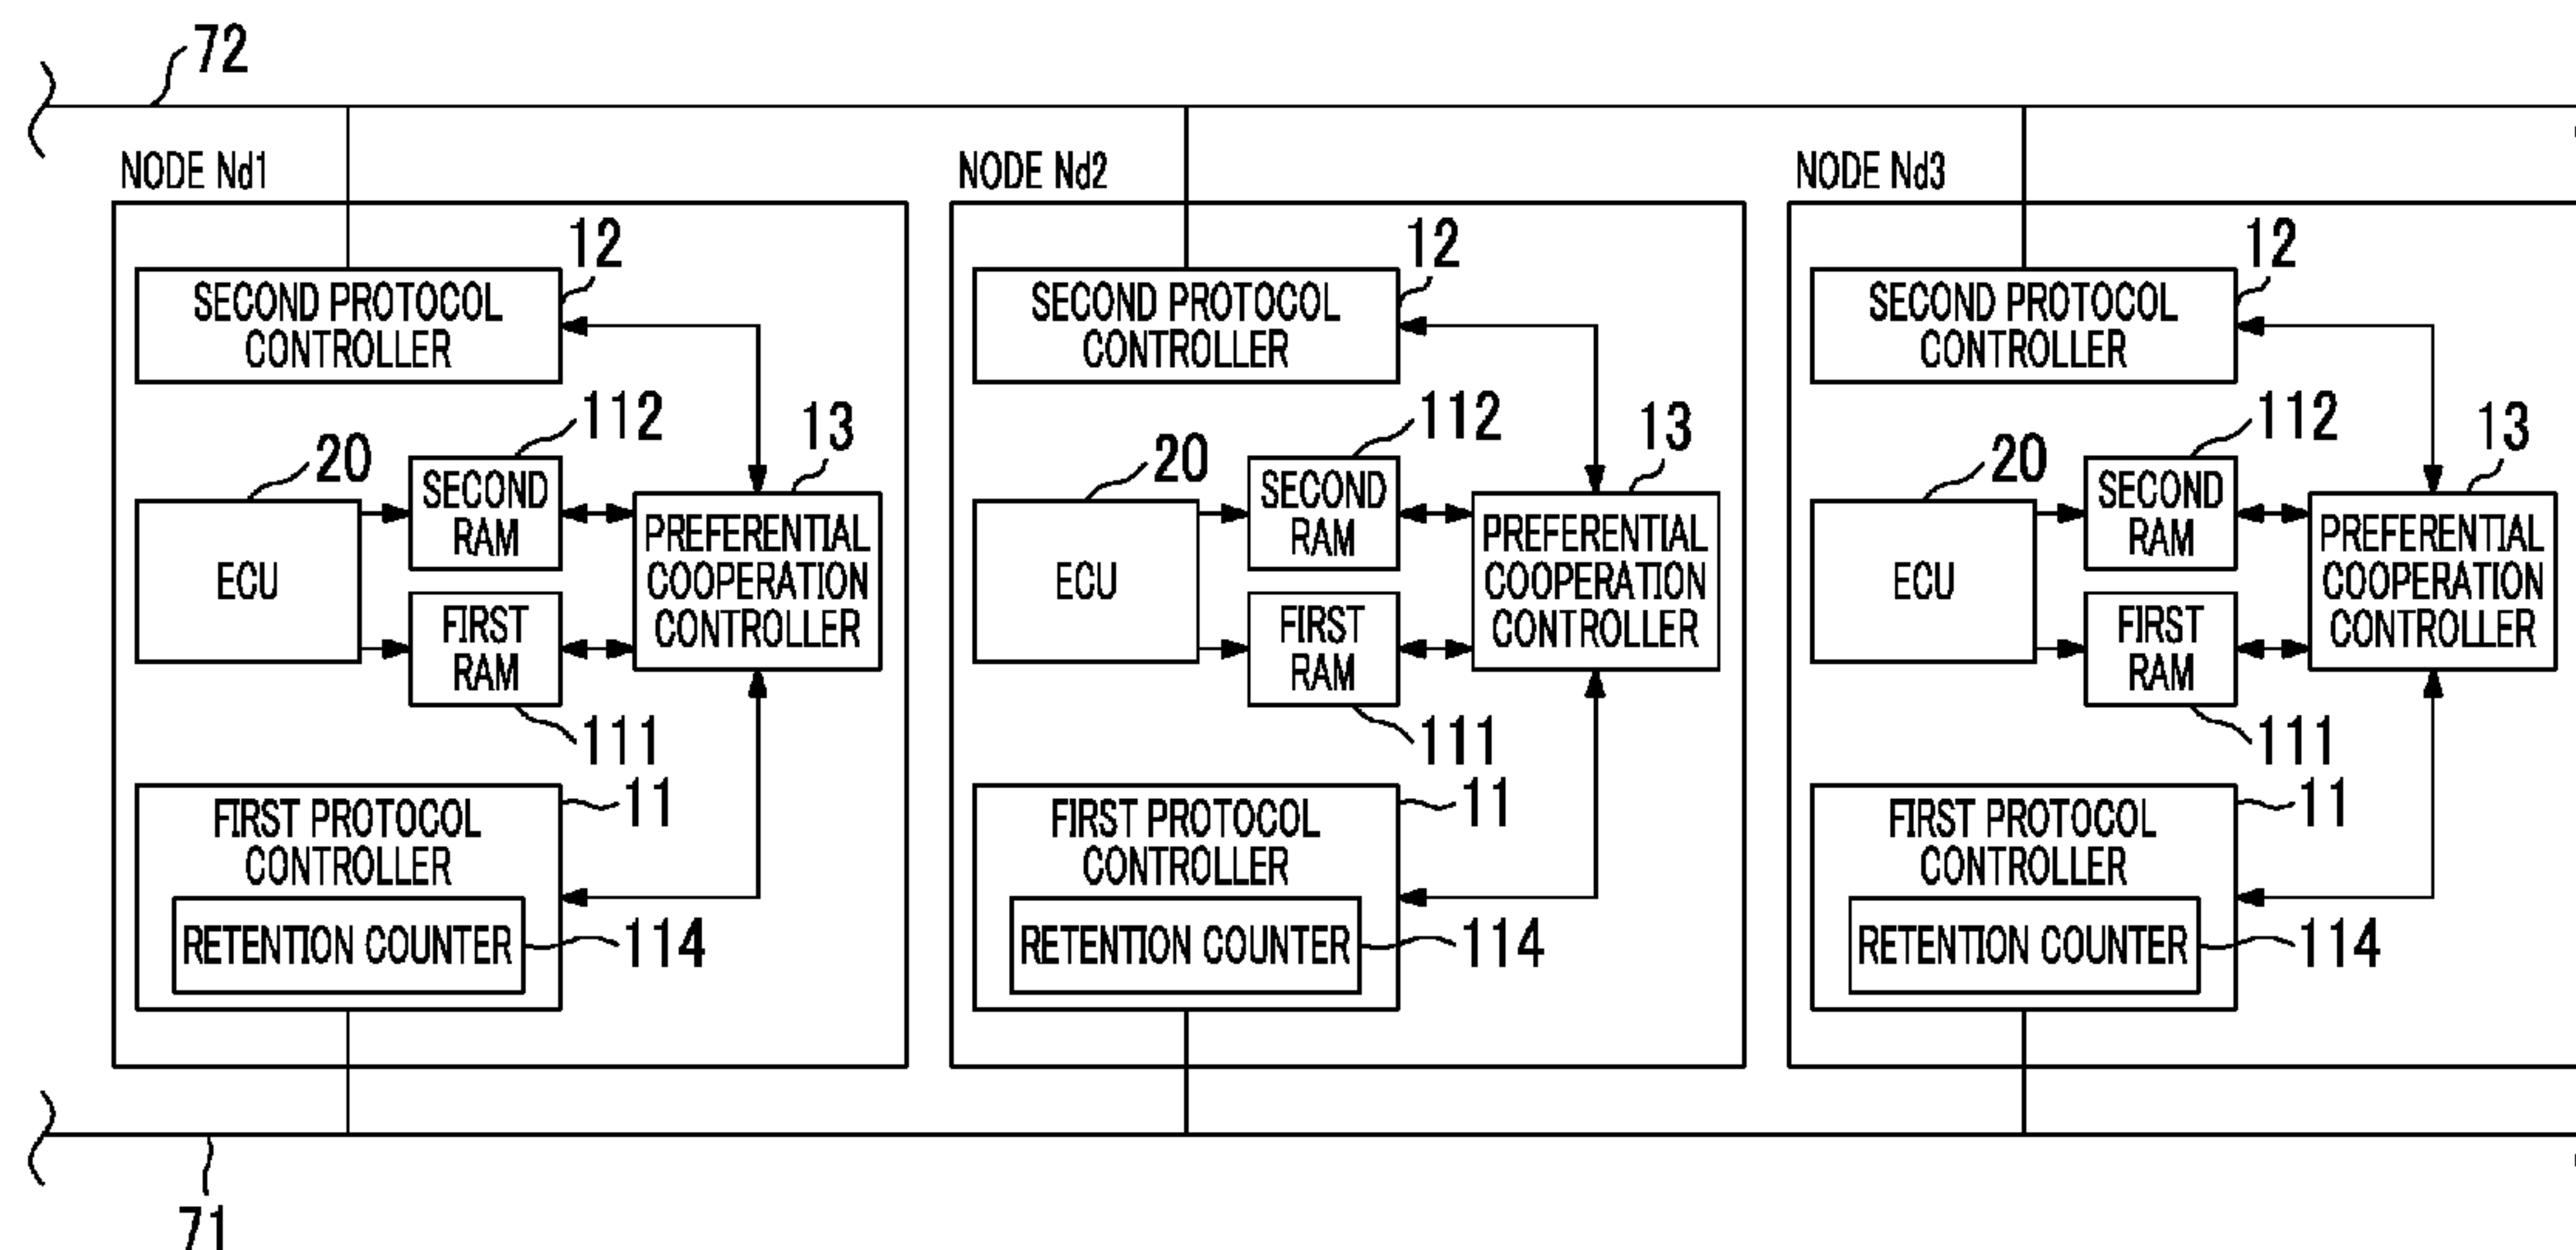 72
NODE Nd1
12
SECOND PROTOCOL
CONTROLLER
112
13
20
SECOND
RAM
ECU
PREFERENTIAL
COOPERATION
CONTROLLER
FIRST
RAM
111
11
FIRST PROTOCOL
CONTROLLER
RETENTION COUNTER
114
NODE Nd2
12
SECOND PROTOCOL
CONTROLLER
112
13
20
SECOND
RAM
ECU
PREFERENTIAL
COOPERATION
CONTROLLER
FIRST
RAM
111
11
FIRST PROTOCOL
CONTROLLER
RETENTION COUNTER
114
NODE Nd3
12
SECOND PROTOCOL
CONTROLLER
112
13
20
SECOND
RAM
ECU
PREFERENTIAL
COOPERATION
CONTROLLER
FIRST
RAM
111
11
FIRST PROTOCOL
CONTROLLER
RETENTION COUNTER
114
71